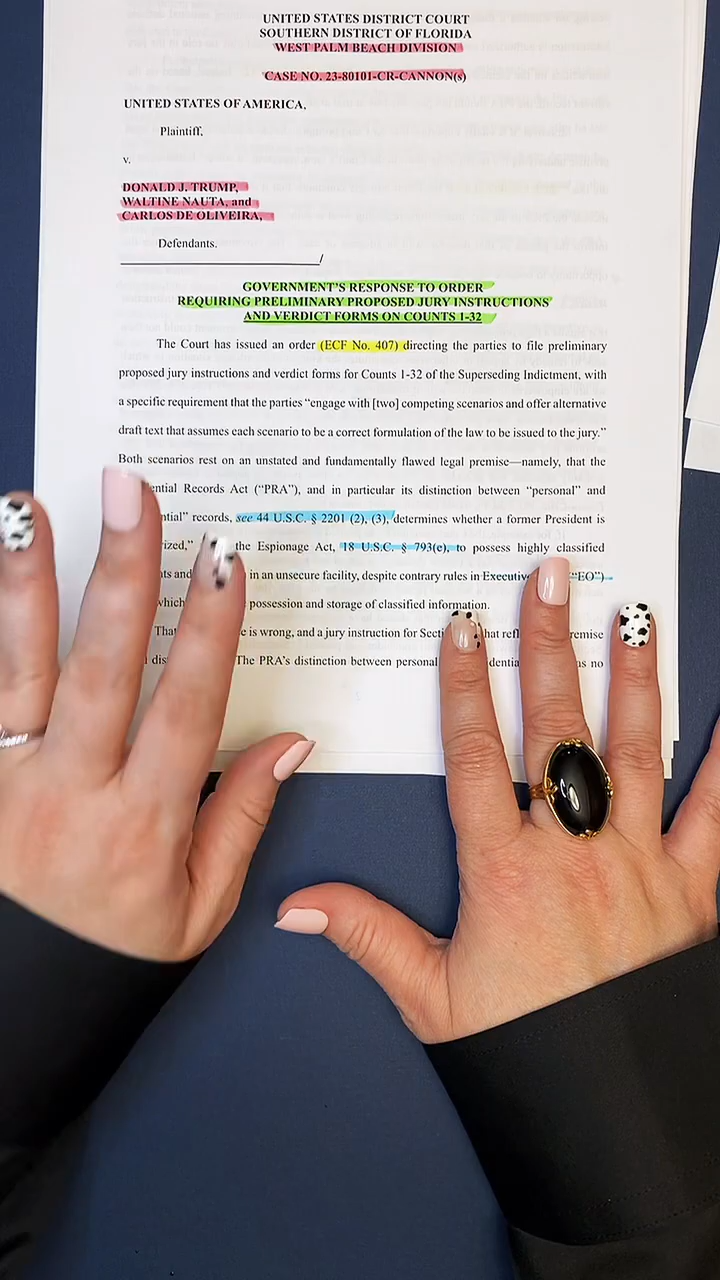 UNITED STATES DISTRICT COURT
SOUTHERN DISTRICT OF FLORIDA
WEST PALM BEACH DIVISION
CASE NO. 23-80101-CR-CANNON(s)
UNITED STATES OF AMERICA,
Plaintiff,
v.
DONALD J. TRUMP,
WALTINE NAUTA, and
CARLOS DE OLIVEIRA,
Defendants.
/
GOVERNMENT'S RESPONSE TO ORDER
REQUIRING PRELIMINARY PROPOSED JURY INSTRUCTIONS
AND VERDICT FORMS ON COUNTS 1-32
The Court has issued an order (ECF No. 407) directing the parties to file preliminary
proposed jury instructions and verdict forms for Counts 1-32 of the Superseding Indictment, with
a specific requirement that the parties “engage with [two] competing scenarios and offer alternative
draft text that assumes each scenario to be a correct formulation of the law to be issued to the jury.”
Both scenarios rest on an unstated and fundamentally flawed legal premise—namely, that the
ential Records Act (“PRA”), and in particular its distinction between “personal” and
ntial” records, see 44 U.S.C. § 2201 (2), (3), determines whether a former President is
rized,” the Espionage Act, 18 U.S.C. § 793(e), to possess highly classified
nts and in an unsecure facility, despite contrary rules in Executive “EO”)
which possession and storage of classified information.
That e is wrong, and a jury instruction for Secti hat refl remise
dis The PRA’s distinction between personal dentia as no